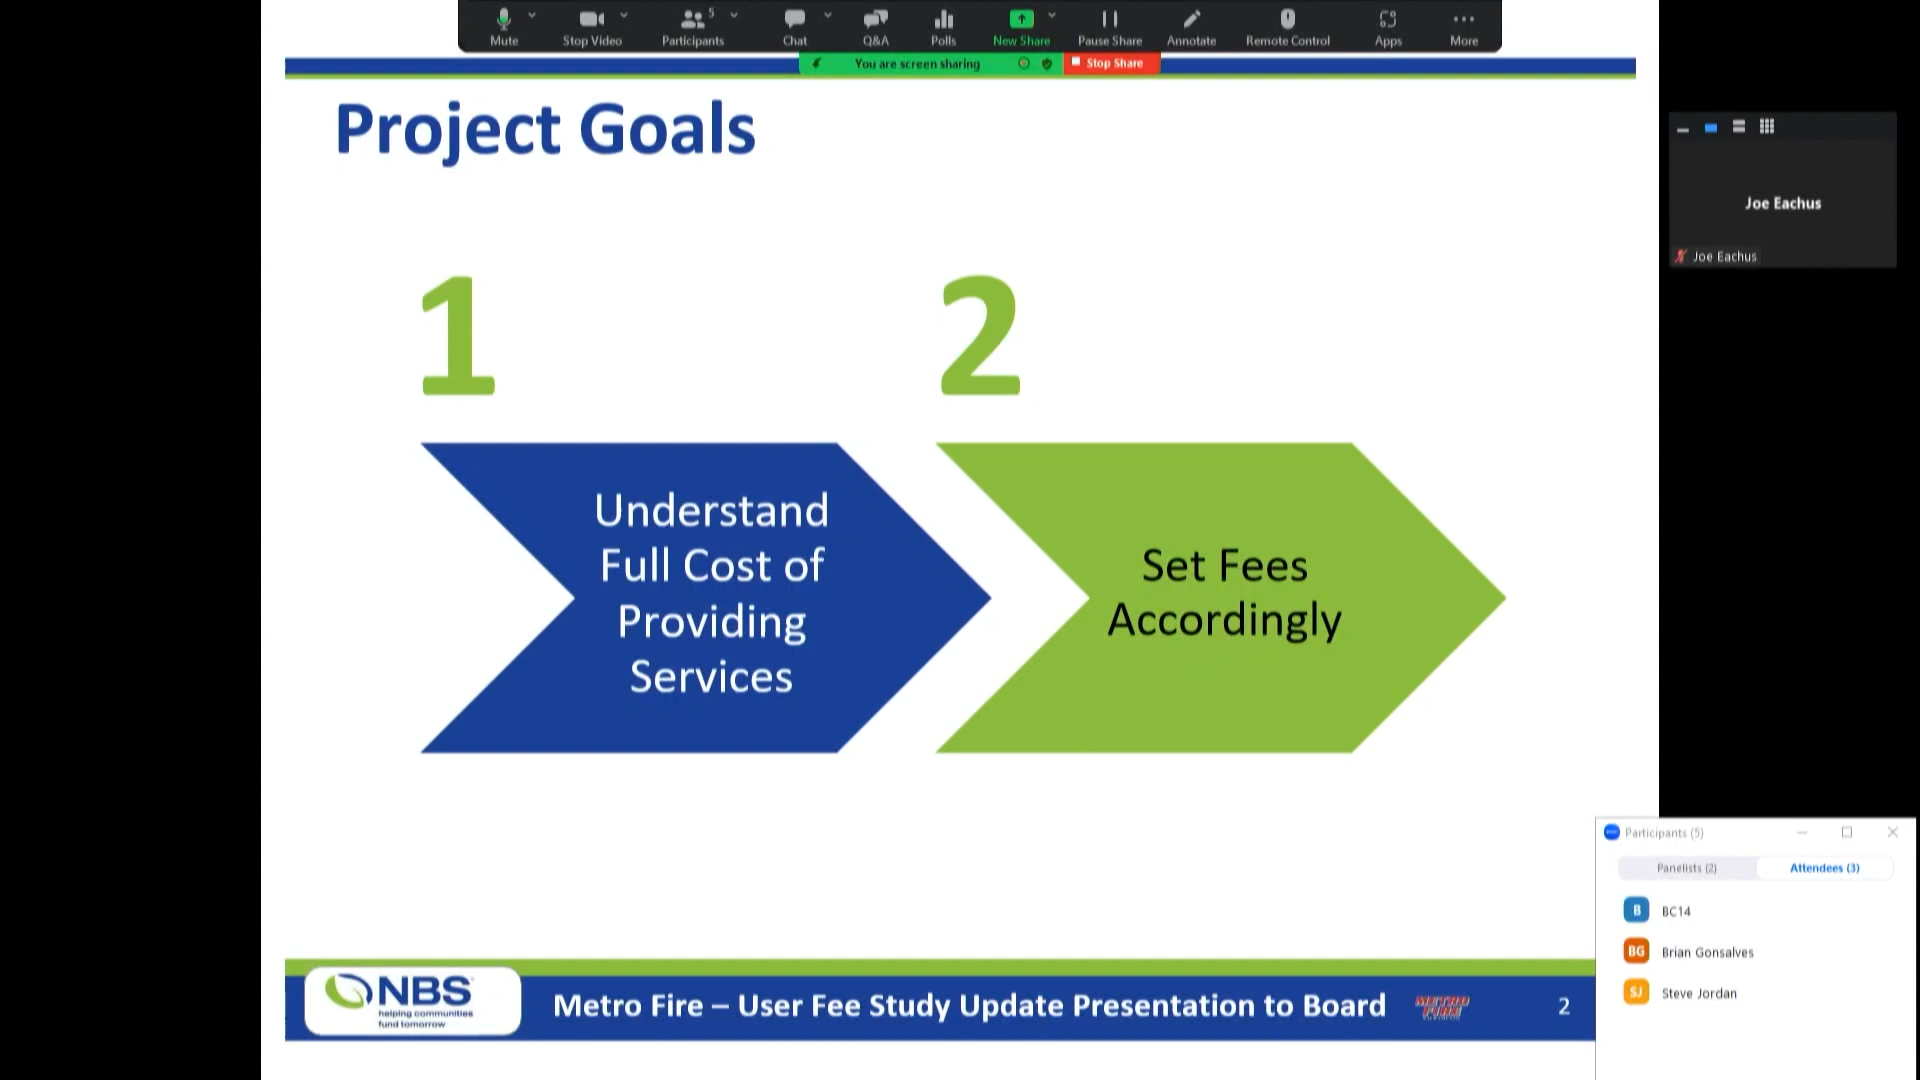 Mute
Stop Video
Participants
5
Chat
Q&A
Polls
New Share
Pause Share
Annotate
Remote Control
Apps
More
You are screen sharing
Stop Share
Project Goals
Joe Eachus
Joe Eachus
1
2
Understand
Full Cost of
Providing
Services
Set Fees
Accordingly
Participants (5)
Panelists (2)
Attendees (3)
B
BC14
BG
Brian Gonsalves
SJ
Steve Jordan
NBS
helping communities
fund tomorrow
Metro Fire – User Fee Study Update Presentation to Board
METRO
FIRE
2